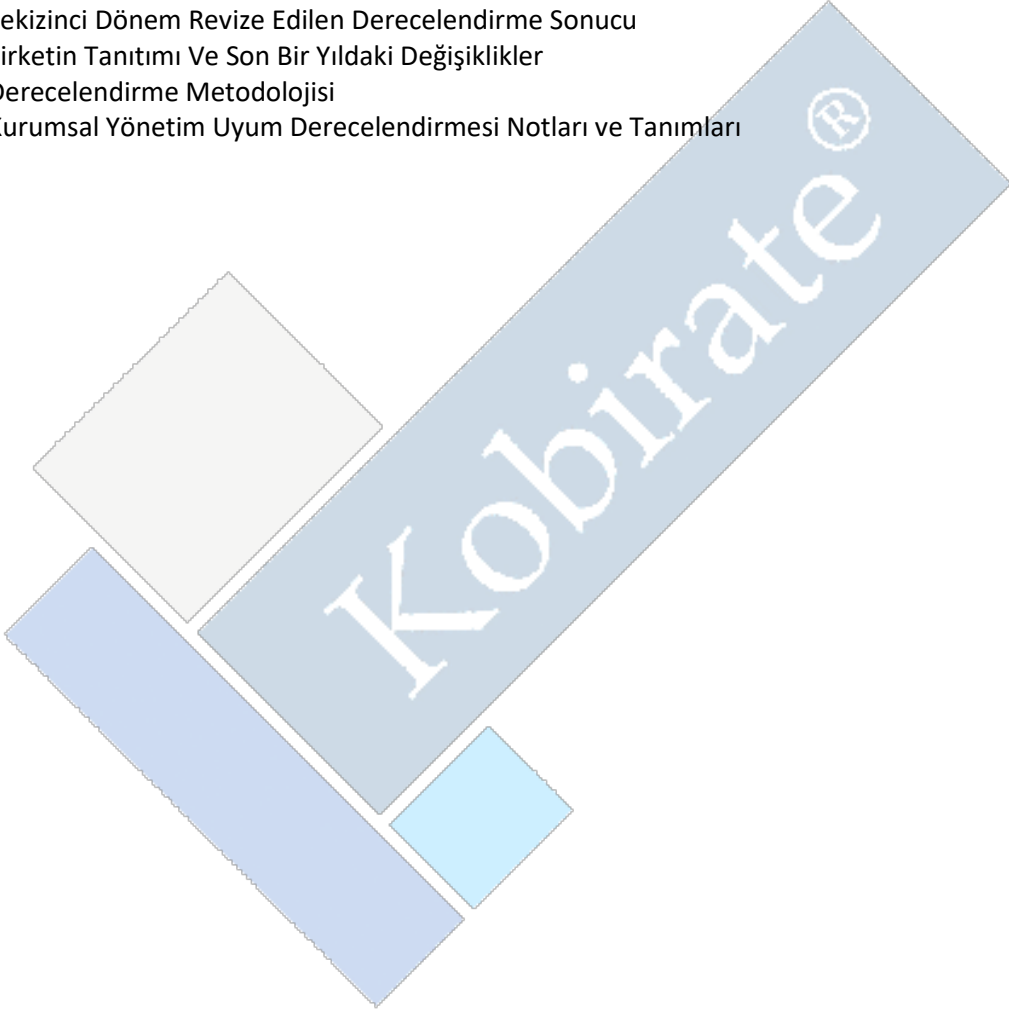 ekizinci Dönem Revize Edilen Derecelendirme Sonucu
irketin Tanıtımı Ve Son Bir Yıldaki Değişiklikler
Derecelendirme Metodolojisi
Kurumsal Yönetim Uyum Derecelendirmesi Notları ve Tanımları
Kobirate®